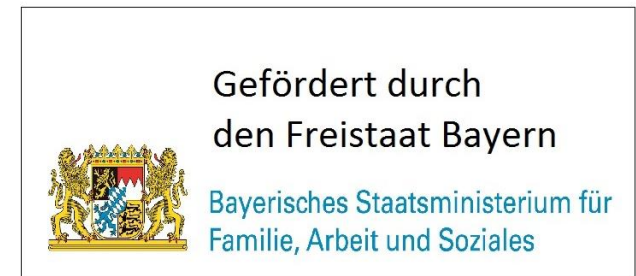 Gefördert durch
den Freistaat Bayern
Bayerisches Staatsministerium für
Familie, Arbeit und Soziales